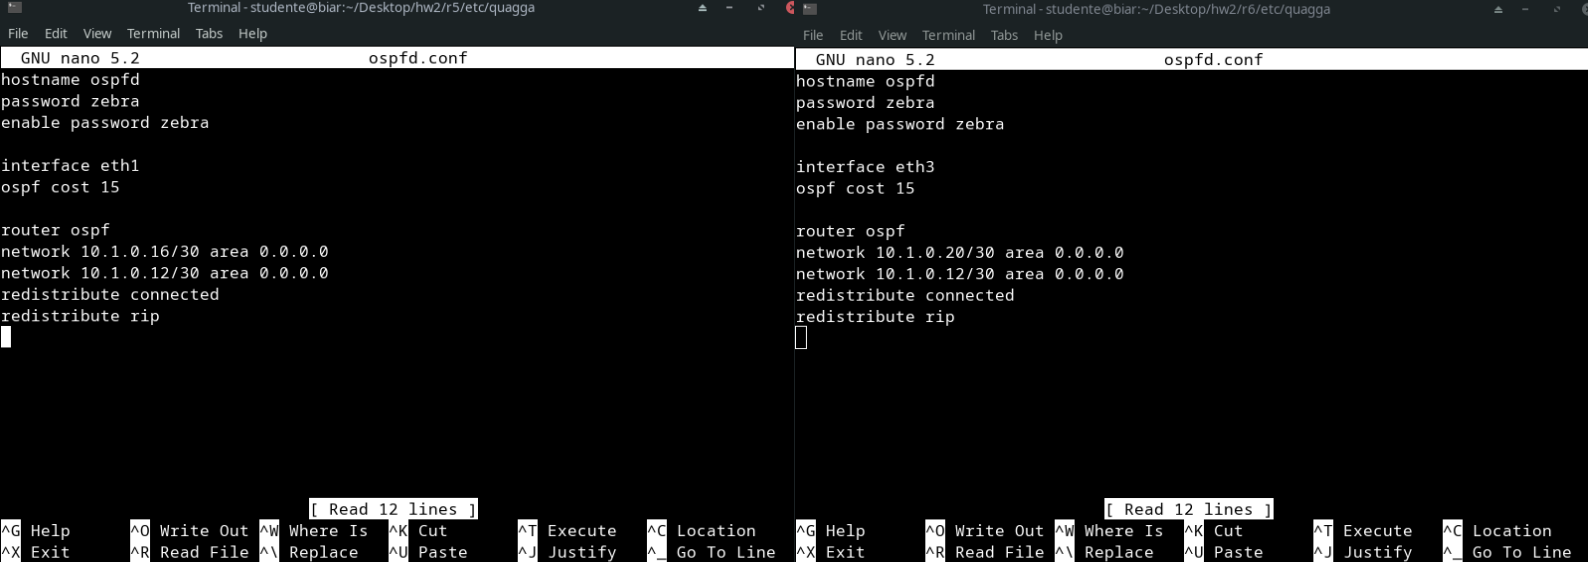 Terminal - studente@biar:~/Desktop/hw2/r5/etc/quagga
File Edit View Terminal Tabs Help
GNU nano 5.2 ospfd.conf
hostname ospfd
password zebra
enable password zebra
interface eth1
ospf cost 15
router ospf
network 10.1.0.16/30 area 0.0.0.0
network 10.1.0.12/30 area 0.0.0.0
redistribute connected
redistribute rip
[ Read 12 lines ]
^G Help ^O Write Out ^W Where Is ^K Cut ^T Execute ^C Location
^X Exit ^R Read File ^\ Replace ^U Paste ^J Justify ^_ Go To Line
Terminal - studente@biar:~/Desktop/hw2/r6/etc/quagga
File Edit View Terminal Tabs Help
GNU nano 5.2 ospfd.conf
hostname ospfd
password zebra
enable password zebra
interface eth3
ospf cost 15
router ospf
network 10.1.0.20/30 area 0.0.0.0
network 10.1.0.12/30 area 0.0.0.0
redistribute connected
redistribute rip
[ Read 12 lines ]
^G Help ^O Write Out ^W Where Is ^K Cut ^T Execute ^C Location
^X Exit ^R Read File ^\ Replace ^U Paste ^J Justify ^_ Go To Line